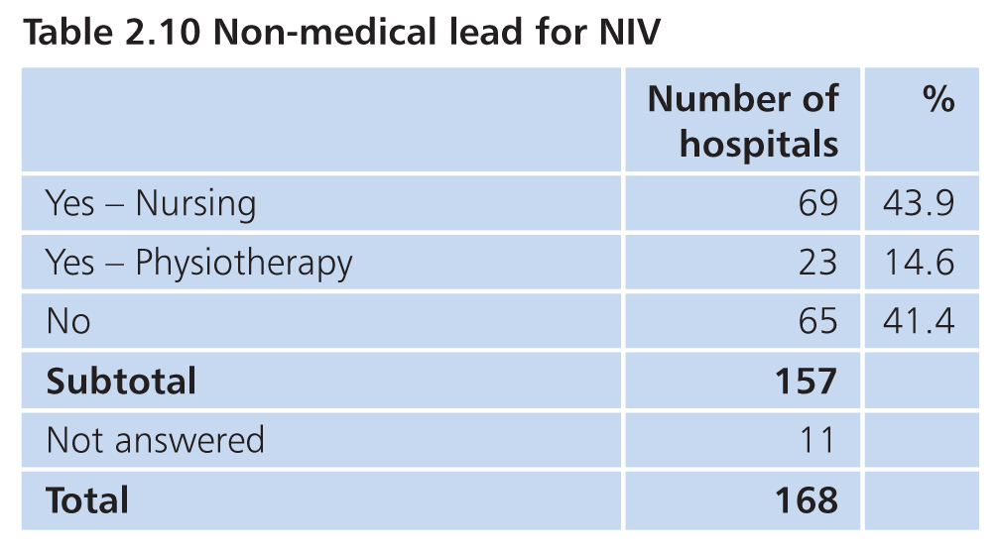 Table 2.10 Non-medical lead for NIV
Number of hospitals %
Yes – Nursing 69 43.9
Yes – Physiotherapy 23 14.6
No 65 41.4
Subtotal 157
Not answered 11
Total 168